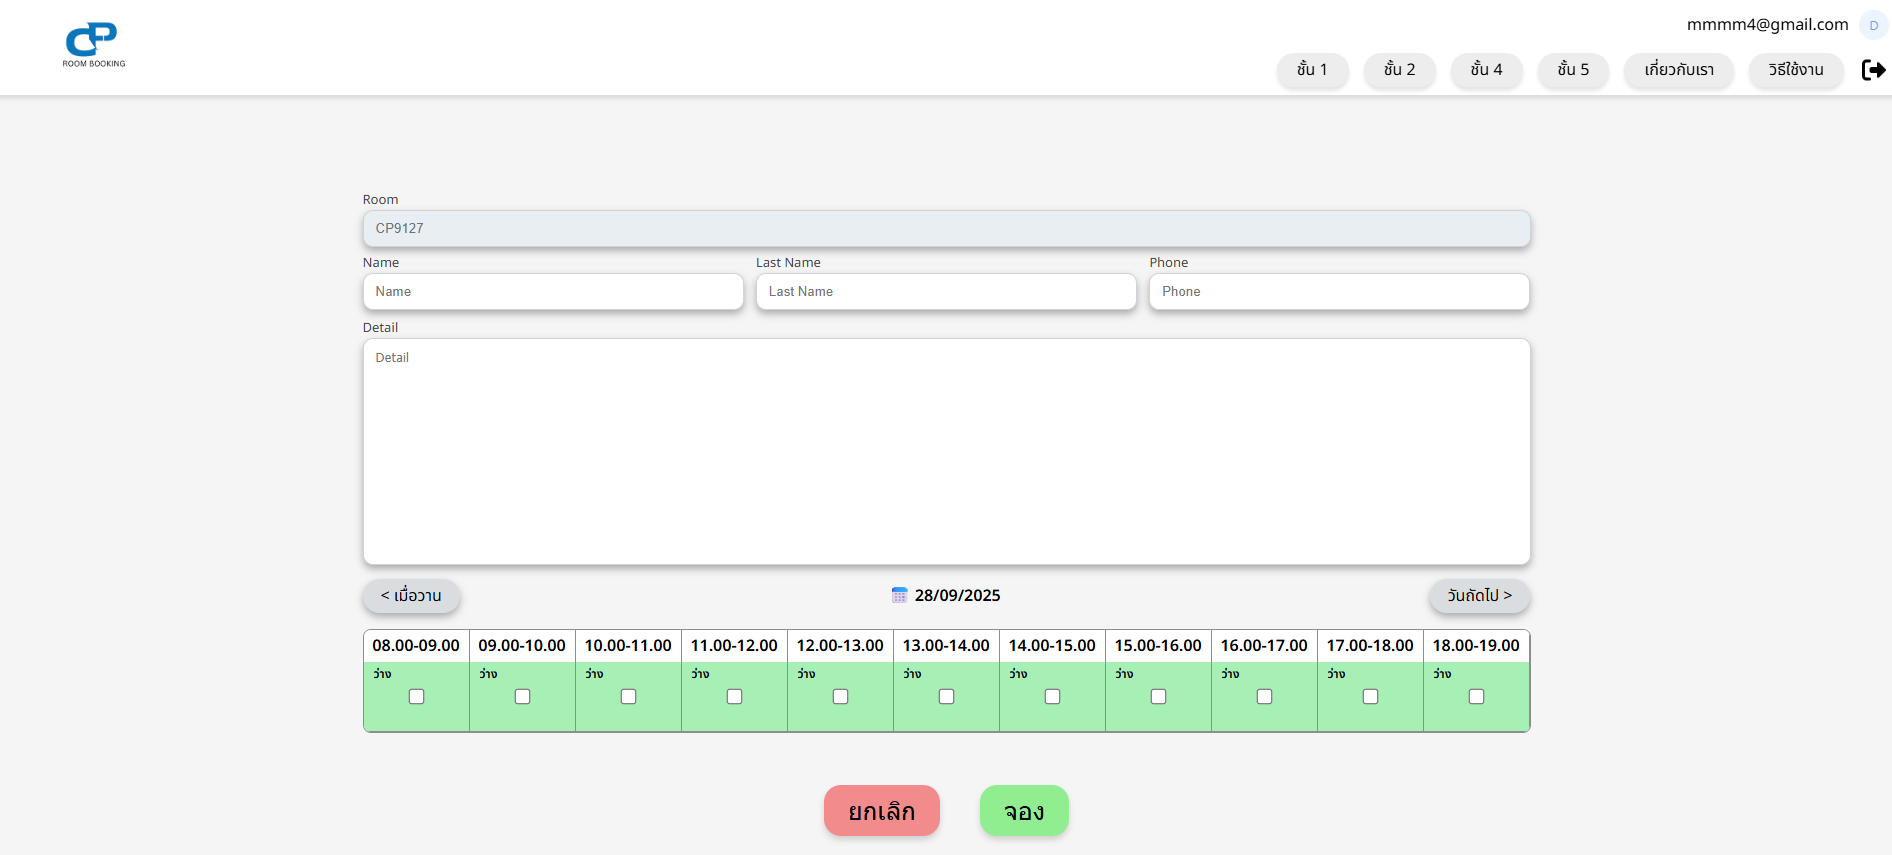 CP
ROOM BOOKING
mmmm4@gmail.com D
ชั้น 1 ชั้น 2 ชั้น 4 ชั้น 5 เกี่ยวกับเรา วิธีใช้งาน
Room
CP9127
Name Last Name Phone
Name Last Name Phone
Detail
Detail
< เมื่อวาน 28/09/2025 วันถัดไป >
08.00-09.00 09.00-10.00 10.00-11.00 11.00-12.00 12.00-13.00 13.00-14.00 14.00-15.00 15.00-16.00 16.00-17.00 17.00-18.00 18.00-19.00
ว่าง ว่าง ว่าง ว่าง ว่าง ว่าง ว่าง ว่าง ว่าง ว่าง ว่าง
ยกเลิก จอง